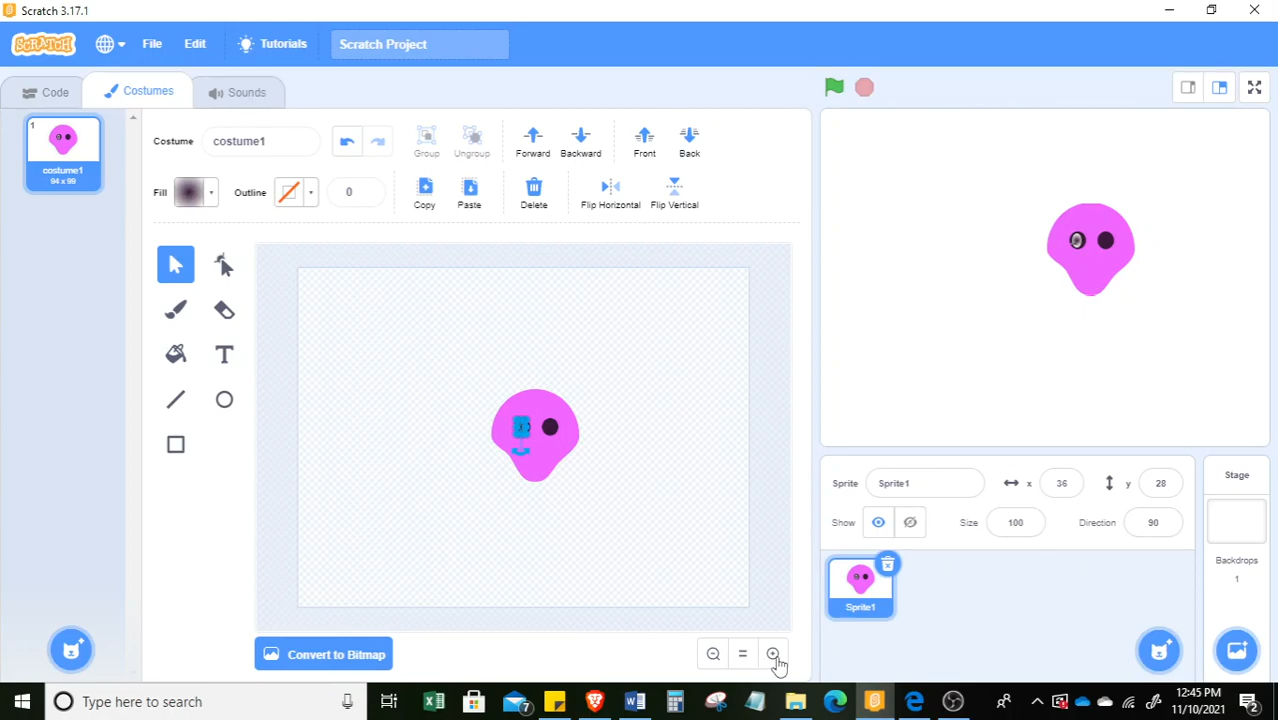 Scratch 3.17.1
SCRATCH
File
Edit
Tutorials
Scratch Project
Code
Costumes
Sounds
1
costume1
94 x 99
Costume
costume1
Group
Ungroup
Forward
Backward
Front
Back
Fill
Outline
0
Copy
Paste
Delete
Flip Horizontal
Flip Vertical
T
Convert to Bitmap
=
Sprite
Sprite1
x
36
y
28
Show
Size
100
Direction
90
Sprite1
Stage
Backdrops
1
Type here to search
7
12:45 PM
11/10/2021
2